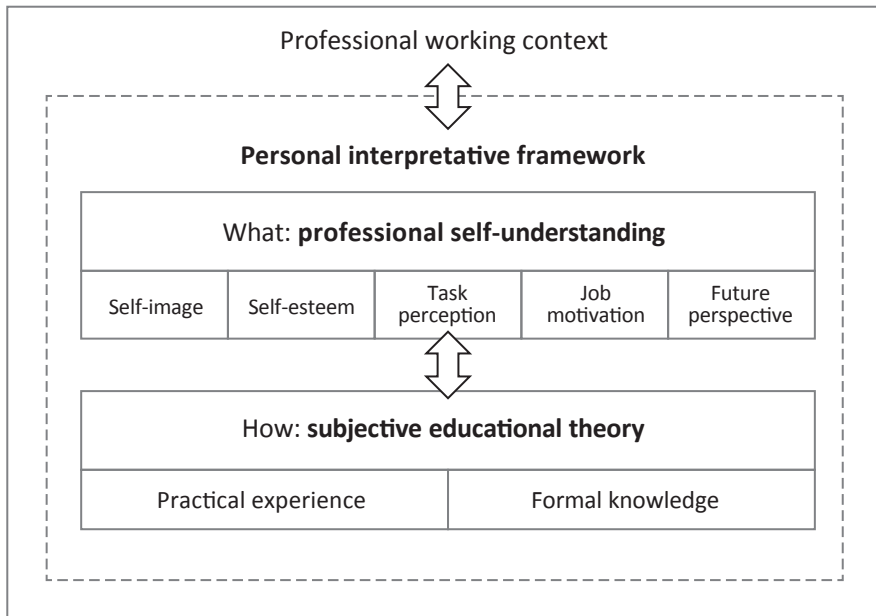 Professional working context
Personal interpretative framework
What: professional self-understanding
Self-image
Self-esteem
Task
perception
Job
motivation
Future
perspective
How: subjective educational theory
Practical experience
Formal knowledge